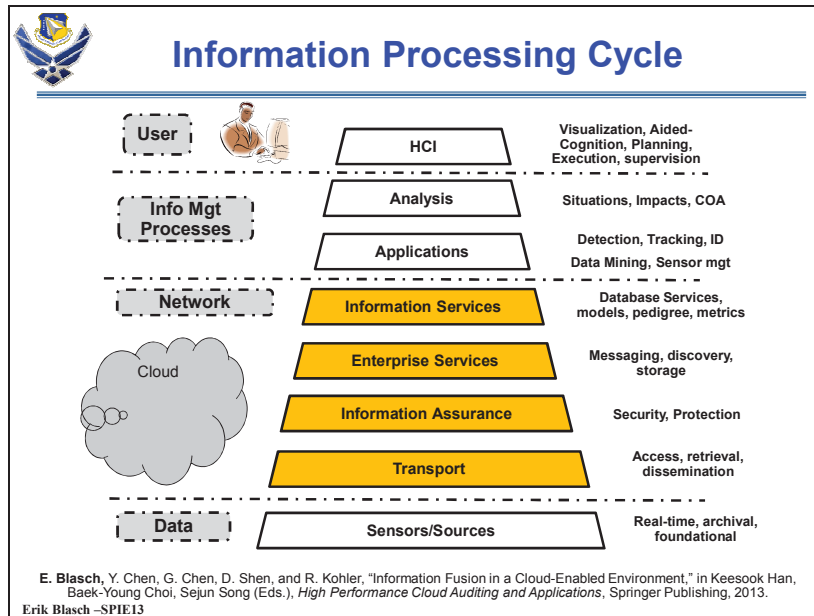 Information Processing Cycle
User
HCI
Visualization, Aided-
Cognition, Planning,
Execution, supervision
Info Mgt
Processes
Analysis
Situations, Impacts, COA
Applications
Detection, Tracking, ID
Data Mining, Sensor mgt
Network
Information Services
Database Services,
models, pedigree, metrics
Cloud
Enterprise Services
Messaging, discovery,
storage
Information Assurance
Security, Protection
Transport
Access, retrieval,
dissemination
Data
Sensors/Sources
Real-time, archival,
foundational
E. Blasch, Y. Chen, G. Chen, D. Shen, and R. Kohler, “Information Fusion in a Cloud-Enabled Environment,” in Keesook Han,
Baek-Young Choi, Sejun Song (Eds.), High Performance Cloud Auditing and Applications, Springer Publishing, 2013.
Erik Blasch –SPIE13